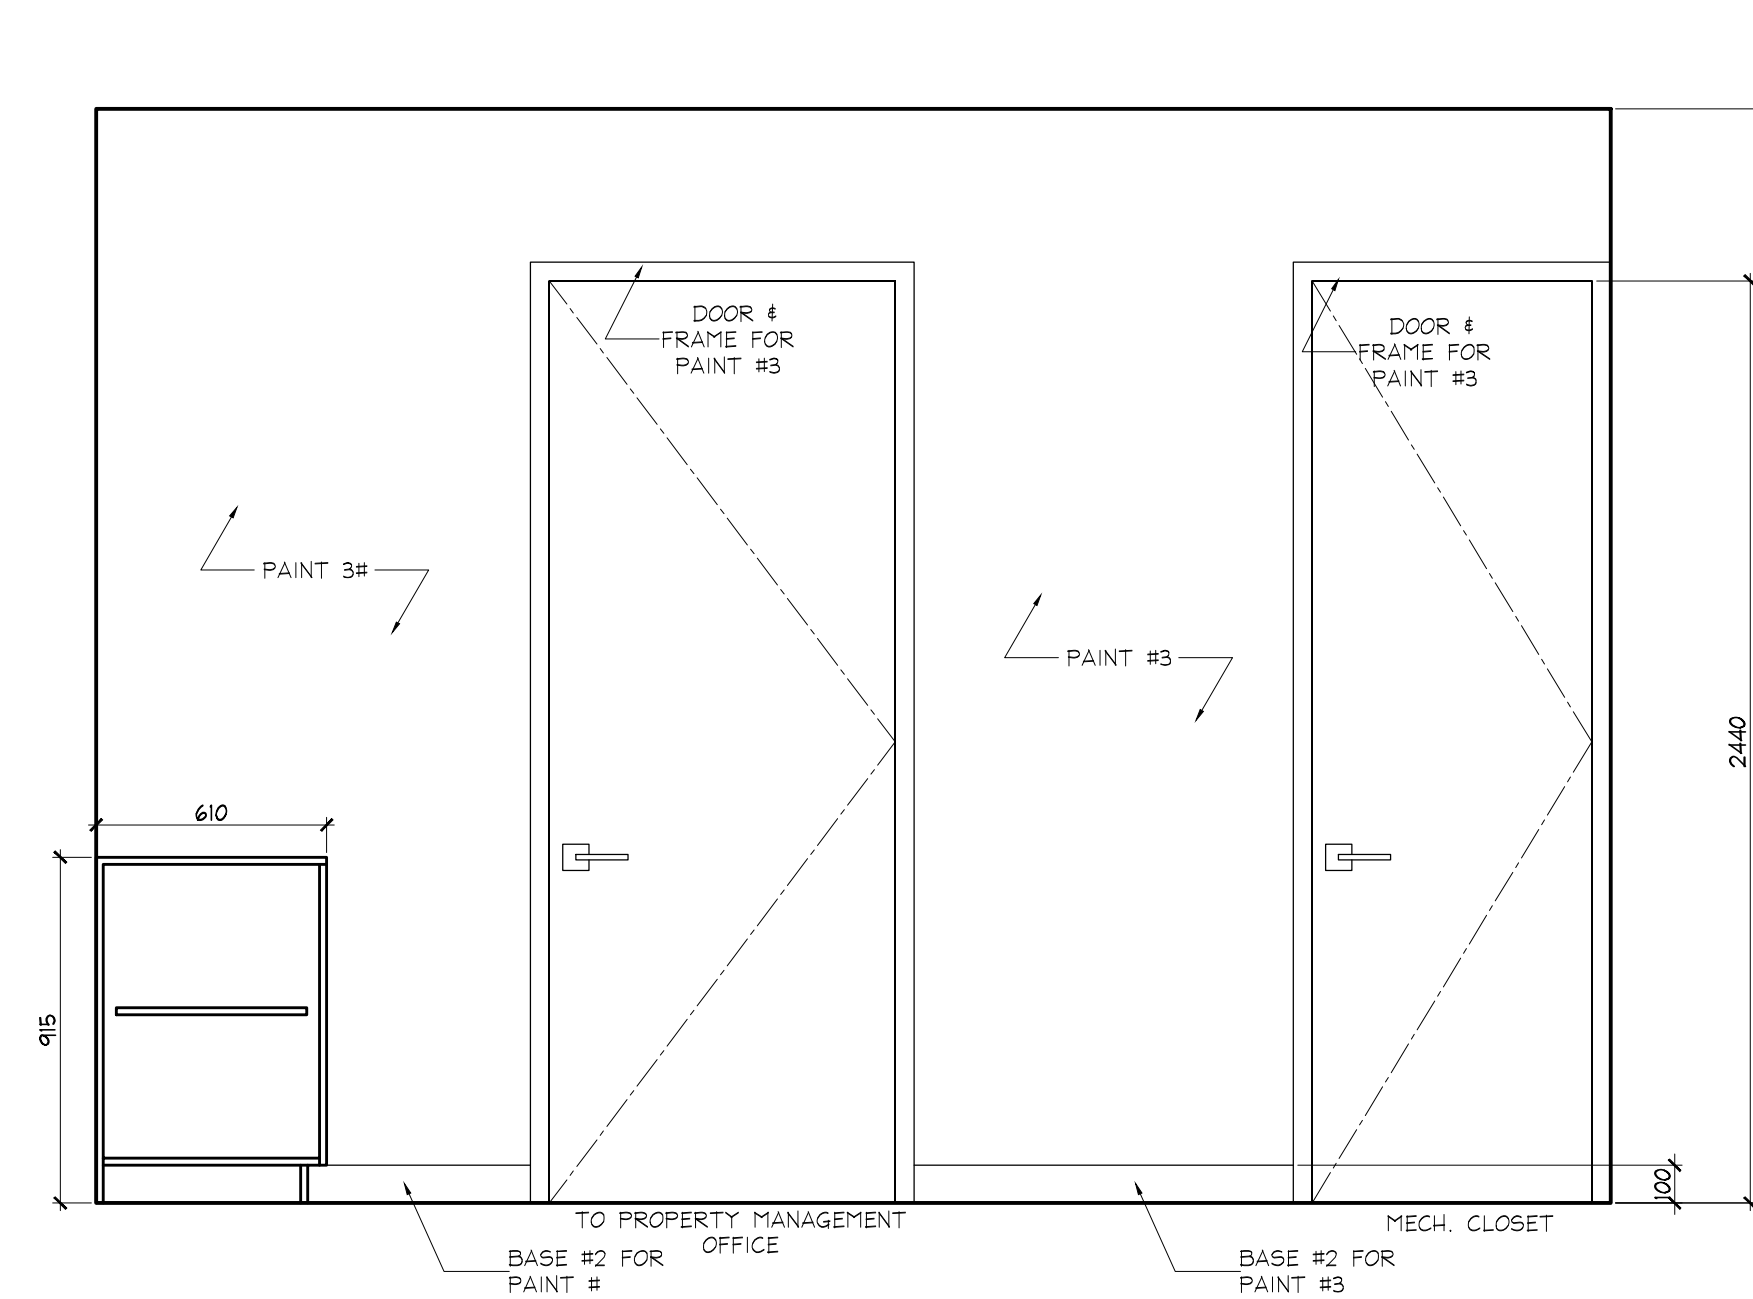 DOOR &
FRAME FOR
PAINT #3
DOOR &
FRAME FOR
PAINT #3
PAINT 3#
PAINT #3
2440
610
915
100
TO PROPERTY MANAGEMENT
OFFICE
MECH. CLOSET
BASE #2 FOR
PAINT #
BASE #2 FOR
PAINT #3